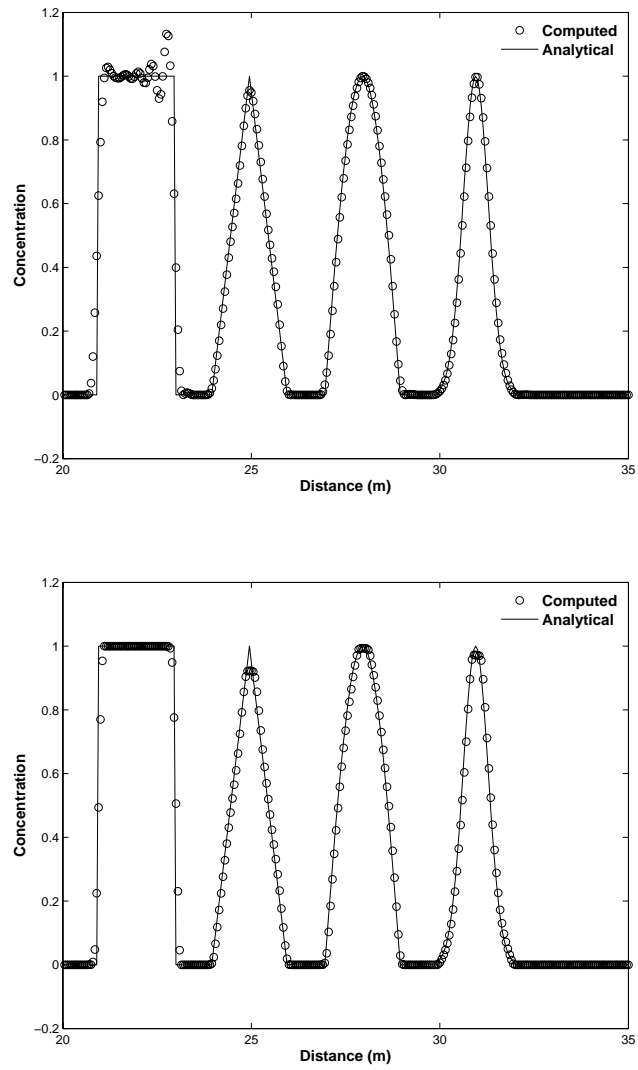 1.2
1
0.8
0.6
0.4
0.2
0
−0.2
Concentration
Computed
Analytical
20 25 30 35
Distance (m)
1.2
1
0.8
0.6
0.4
0.2
0
−0.2
Concentration
Computed
Analytical
20 25 30 35
Distance (m)